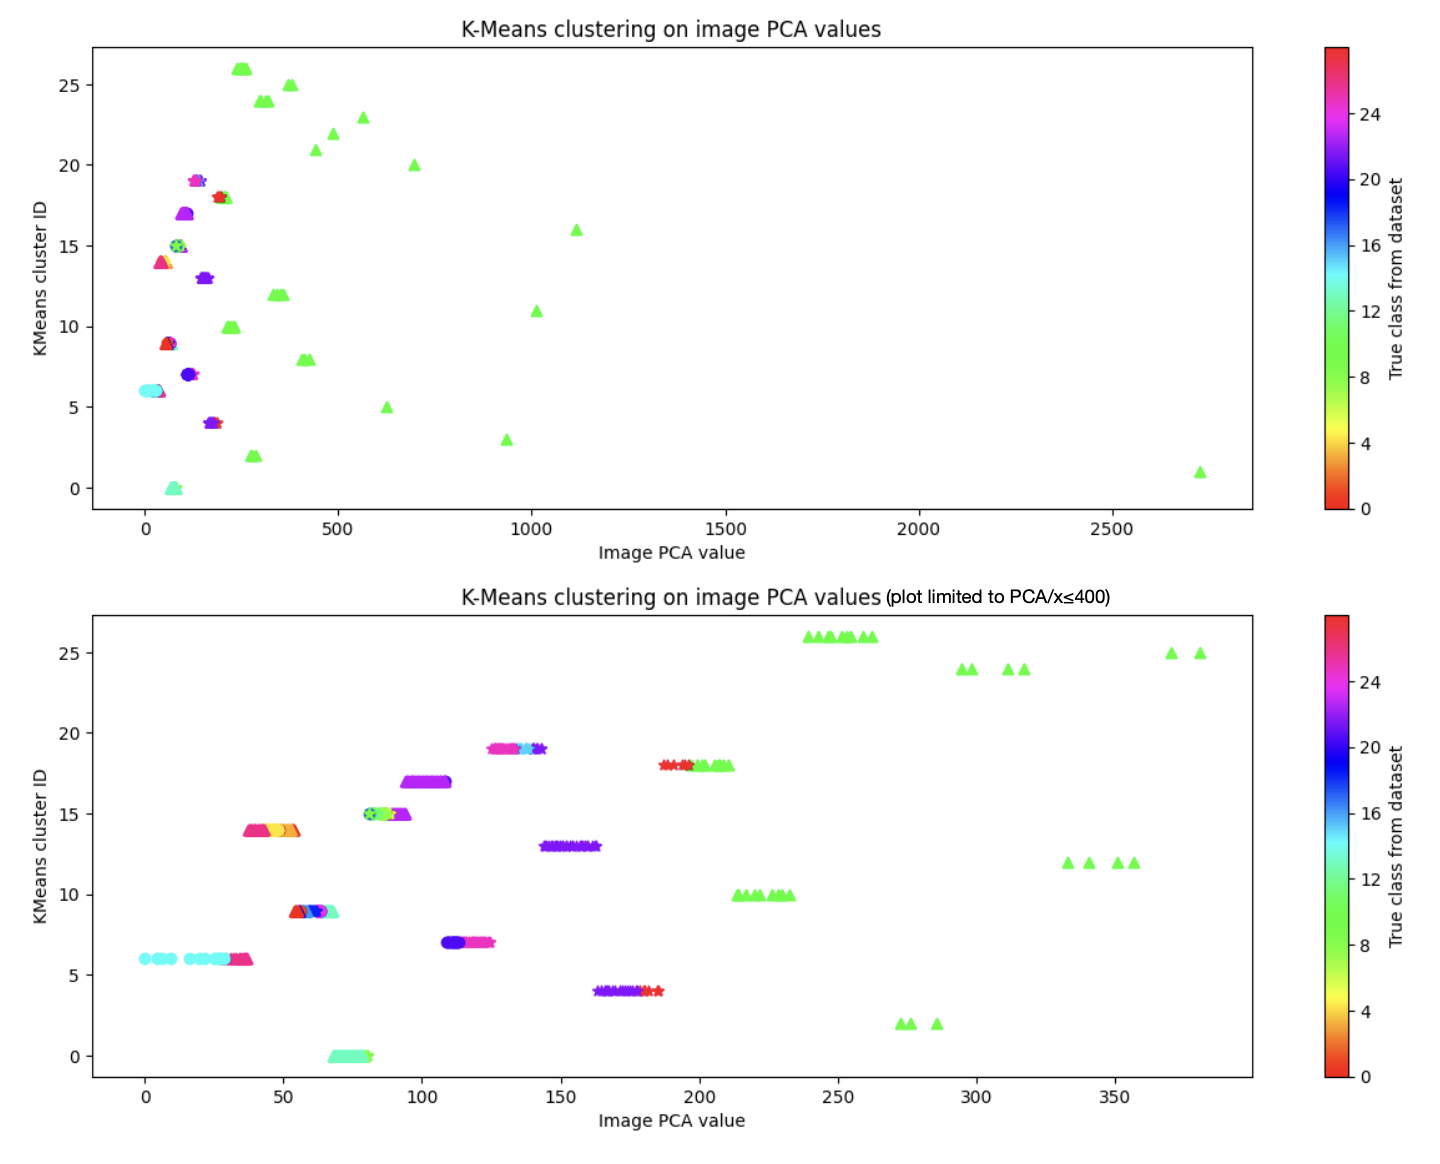 K-Means clustering on image PCA values
KMeans cluster ID
25
20
15
10
5
0
0 500 1000 1500 2000 2500
Image PCA value
24
20
16
12
8
4
0
True class from dataset
K-Means clustering on image PCA values (plot limited to PCA/x≤400)
KMeans cluster ID
25
20
15
10
5
0
0 50 100 150 200 250 300 350
Image PCA value
24
20
16
12
8
4
0
True class from dataset